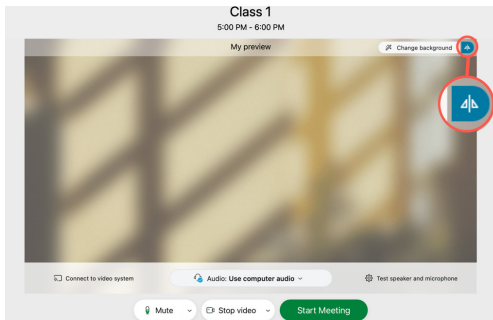 Class 1
5:00 PM - 6:00 PM
My preview
Change background
Connect to video system
Audio: Use computer audio
Test speaker and microphone
Mute
Stop video
Start Meeting